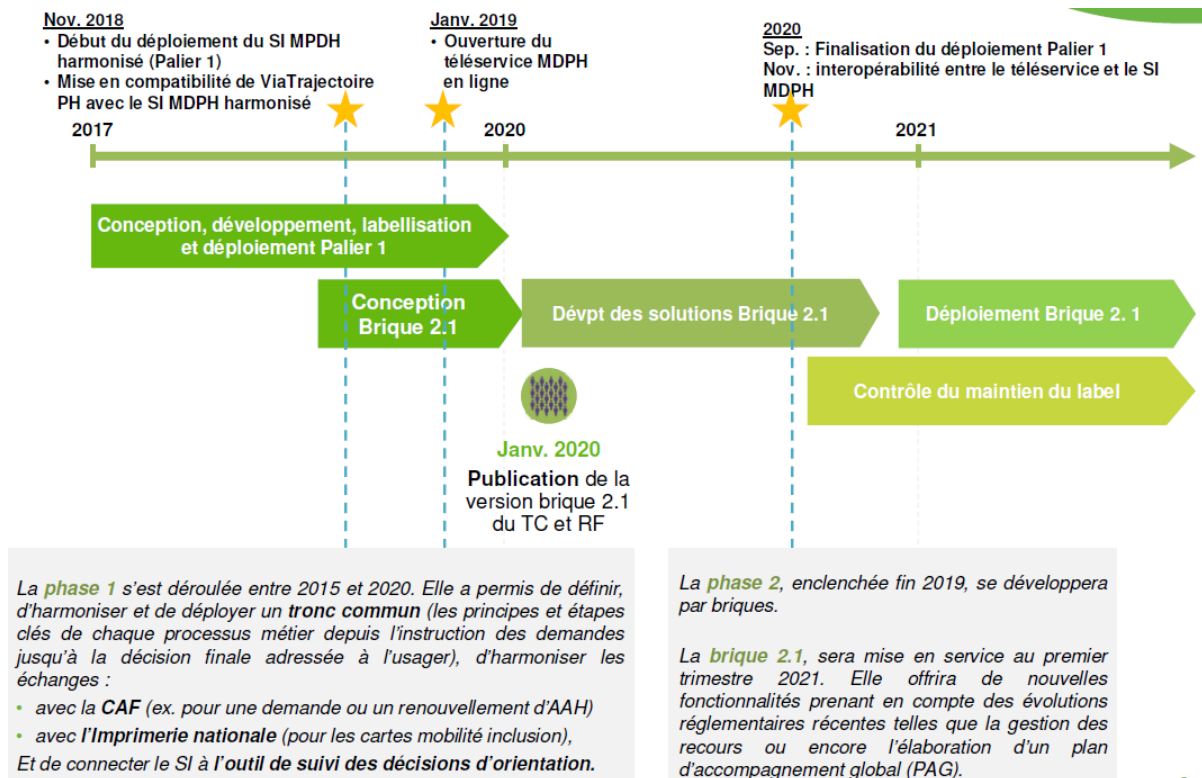 Nov. 2018
• Début du déploiement du SI MPDH
harmonisé (Palier 1)
• Mise en compatibilité de ViaTrajectoire
PH avec le SI MDPH harmonisé
Janv. 2019
• Ouverture du
téléservice MDPH
en ligne
2020
Sep. : Finalisation du déploiement Palier 1
Nov. : interopérabilité entre le téléservice et le SI
MDPH
2017
2020
2021
Conception, développement, labellisation
et déploiement Palier 1
Conception
Brique 2.1
Dévpt des solutions Brique 2.1
Déploiement Brique 2. 1
Contrôle du maintien du label
Janv. 2020
Publication de la
version brique 2.1
du TC et RF
La phase 1 s’est déroulée entre 2015 et 2020. Elle a permis de définir,
d’harmoniser et de déployer un tronc commun (les principes et étapes
clés de chaque processus métier depuis l’instruction des demandes
jusqu’à la décision finale adressée à l’usager), d’harmoniser les
échanges :
• avec la CAF (ex. pour une demande ou un renouvellement d’AAH)
• avec l’Imprimerie nationale (pour les cartes mobilité inclusion),
Et de connecter le SI à l’outil de suivi des décisions d’orientation.
La phase 2, enclenchée fin 2019, se développera
par briques.
La brique 2.1, sera mise en service au premier
trimestre 2021. Elle offrira de nouvelles
fonctionnalités prenant en compte des évolutions
réglementaires récentes telles que la gestion des
recours ou encore l’élaboration d’un plan
d’accompagnement global (PAG).